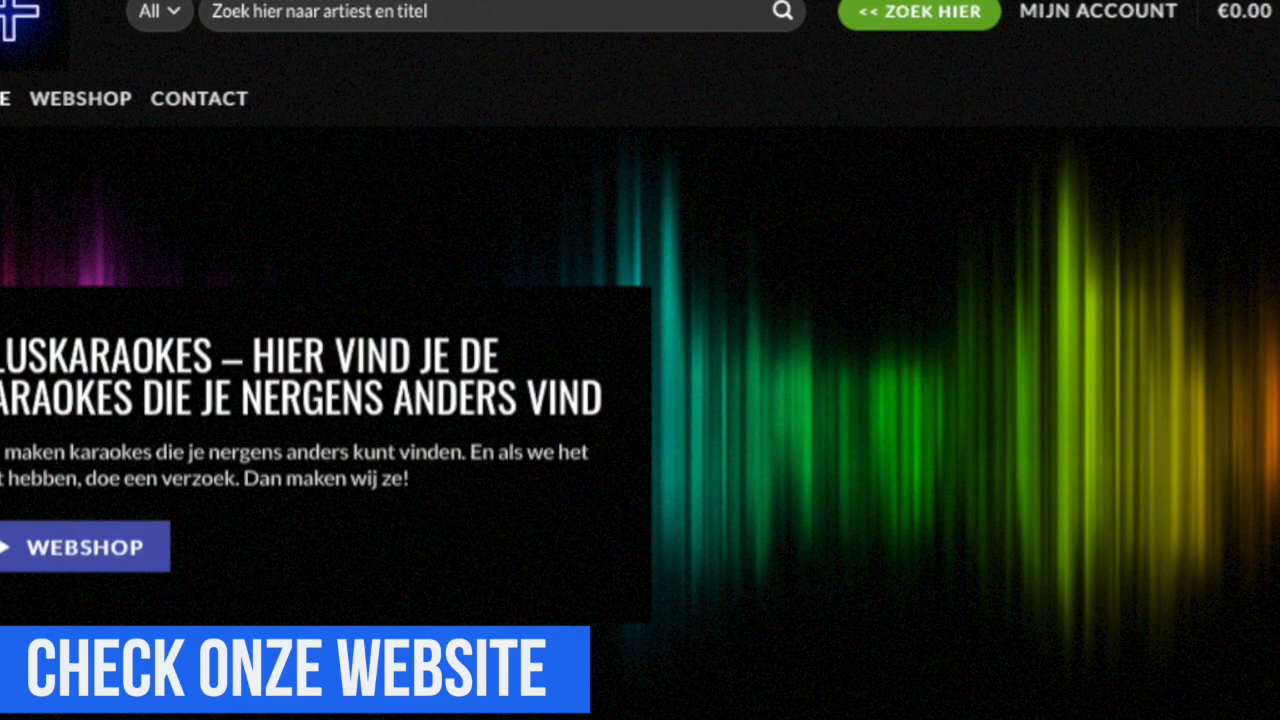 All
Zoek hier naar artiest en titel
<< ZOEK HIER
MIJN ACCOUNT
€0.00
E WEBSHOP CONTACT
LUSKARAOKES – HIER VIND JE DE
ARAOKES DIE JE NERGENS ANDERS VIND
maken karaokes die je nergens anders kunt vinden. En als we het
t hebben, doe een verzoek. Dan maken wij ze!
WEBSHOP
CHECK ONZE WEBSITE